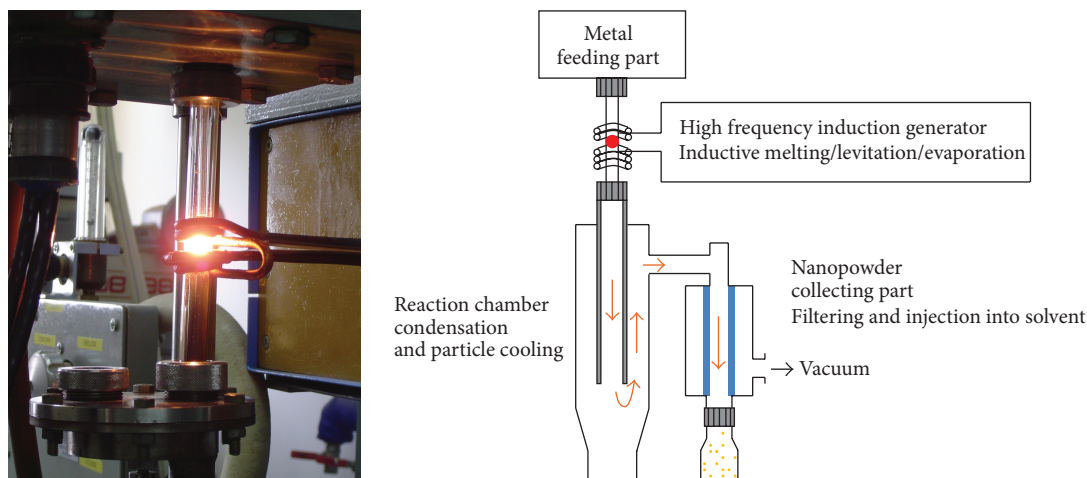 Metal
feeding part
High frequency induction generator
Inductive melting/levitation/evaporation
Reaction chamber
condensation
and particle cooling
Nanopowder
collecting part
Filtering and injection into solvent
Vacuum